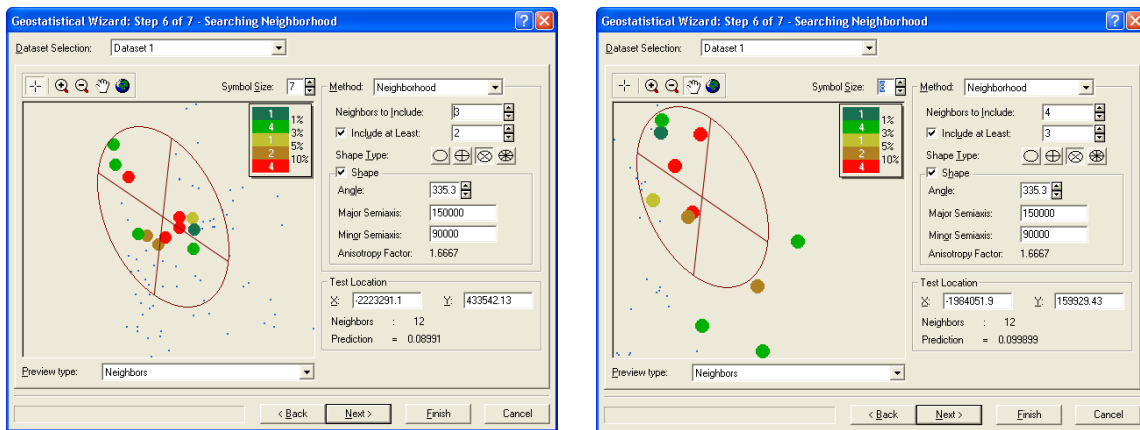 Geostatistical Wizard: Step 6 of 7 - Searching Neighborhood
Dataset Selection: Dataset 1
Symbol Size: 7
Method: Neighborhood
1
4
1
2
4
1%
3%
5%
10%
Neighbors to Include: 3
Include at Least: 2
Shape Type:
Shape
Angle: 335.3
Major Semiaxis: 150000
Minor Semiaxis: 90000
Anisotropy Factor: 1.6667
Test Location
X: -2223291.1 Y: 433542.13
Neighbors : 12
Prediction = 0.08991
Preview type: Neighbors
< Back Next > Finish Cancel
Geostatistical Wizard: Step 6 of 7 - Searching Neighborhood
Dataset Selection: Dataset 1
Symbol Size:
Method: Neighborhood
1
4
1
2
4
1%
3%
5%
10%
Neighbors to Include: 4
Include at Least: 3
Shape Type:
Shape
Angle: 335.3
Major Semiaxis: 150000
Minor Semiaxis: 90000
Anisotropy Factor: 1.6667
Test Location
X: -1984051.9 Y: 159929.43
Neighbors : 12
Prediction = 0.099899
Preview type: Neighbors
< Back Next > Finish Cancel